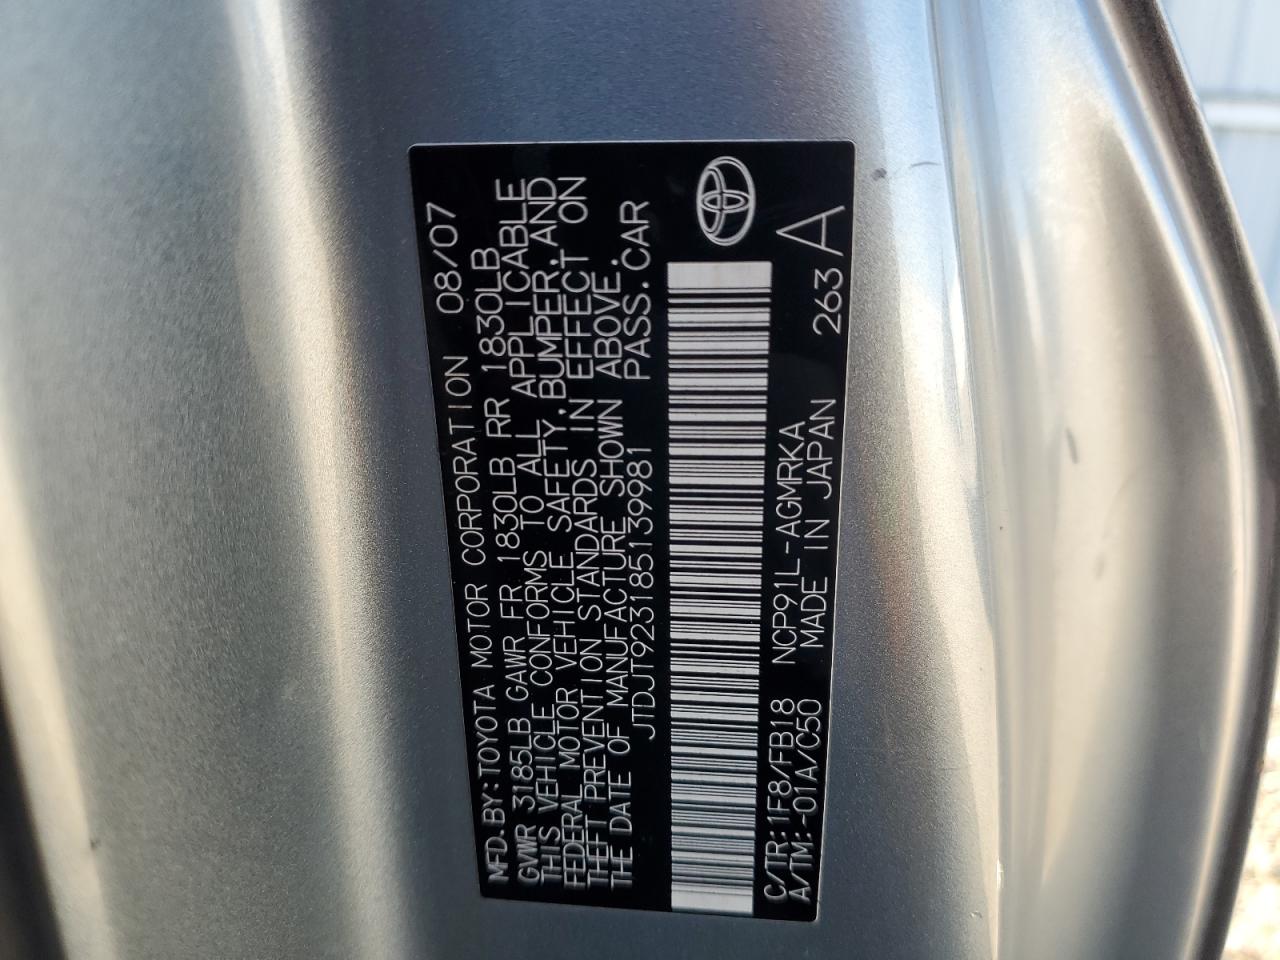 MFD.BY:TOYOTA MOTOR CORPORATION 08/07
GVWR 3185LB GAWR FR 1830LB RR 1830LB
THIS VEHICLE CONFORMS TO ALL APPLICABLE
FEDERAL MOTOR VEHICLE SAFETY,BUMPER,AND
THEFT PREVENTION STANDARDS IN EFFECT ON
THE DATE OF MANUFACTURE SHOWN ABOVE.
JTDJT923185139981 PASS.CAR
C/TR:1F8/FB18 NCP91L-AGMRKA
A/TM:-01A/C50 MADE IN JAPAN 263 A